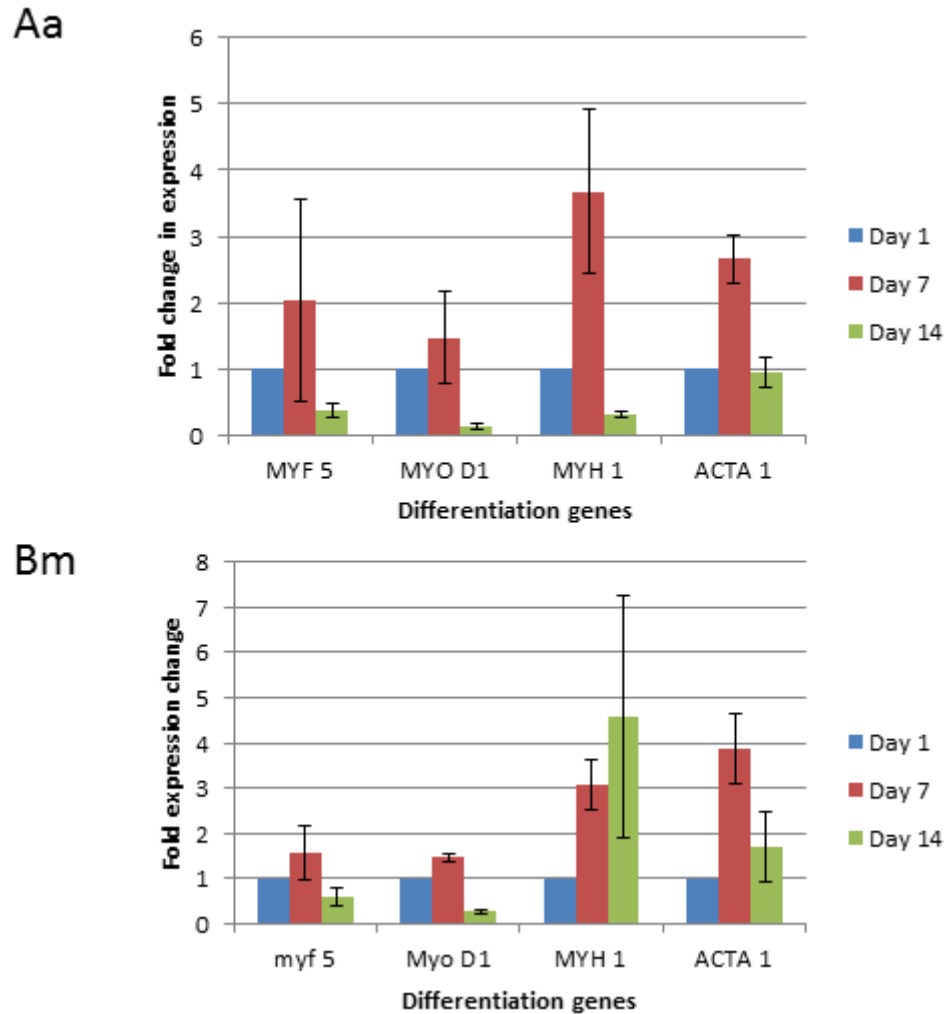 Aa
Fold change in expression
6
5
4
3
2
1
0
MYF 5 MYO D1 MYH 1 ACTA 1
Differentiation genes
Day 1
Day 7
Day 14
Bm
Fold expression change
8
7
6
5
4
3
2
1
0
myf 5 Myo D1 MYH 1 ACTA 1
Differentiation genes
Day 1
Day 7
Day 14